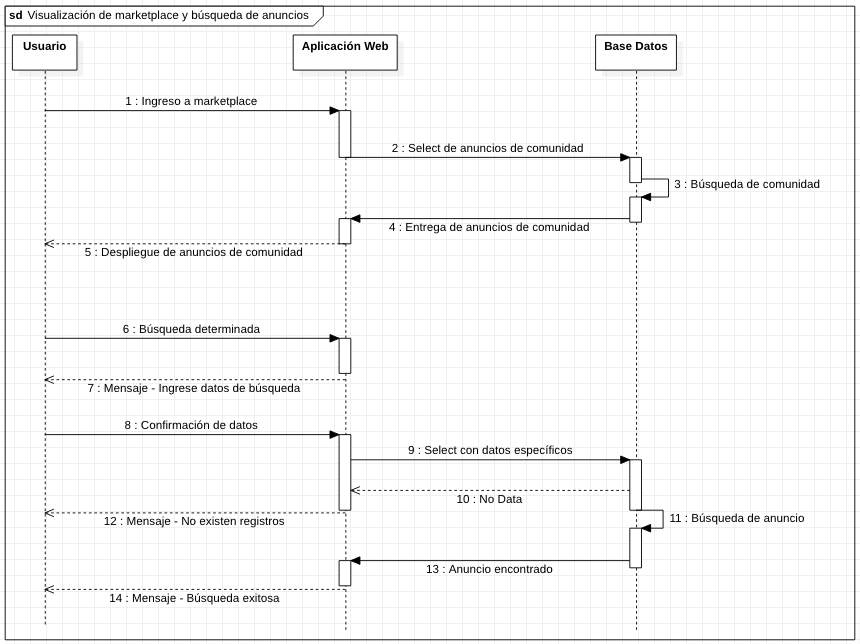 sd Visualización de marketplace y búsqueda de anuncios
Usuario
Aplicación Web
Base Datos
1 : Ingreso a marketplace
2 : Select de anuncios de comunidad
3 : Búsqueda de comunidad
4 : Entrega de anuncios de comunidad
5 : Despliegue de anuncios de comunidad
6 : Búsqueda determinada
7 : Mensaje - Ingrese datos de búsqueda
8 : Confirmación de datos
9 : Select con datos específicos
10 : No Data
11 : Búsqueda de anuncio
12 : Mensaje - No existen registros
13 : Anuncio encontrado
14 : Mensaje - Búsqueda exitosa